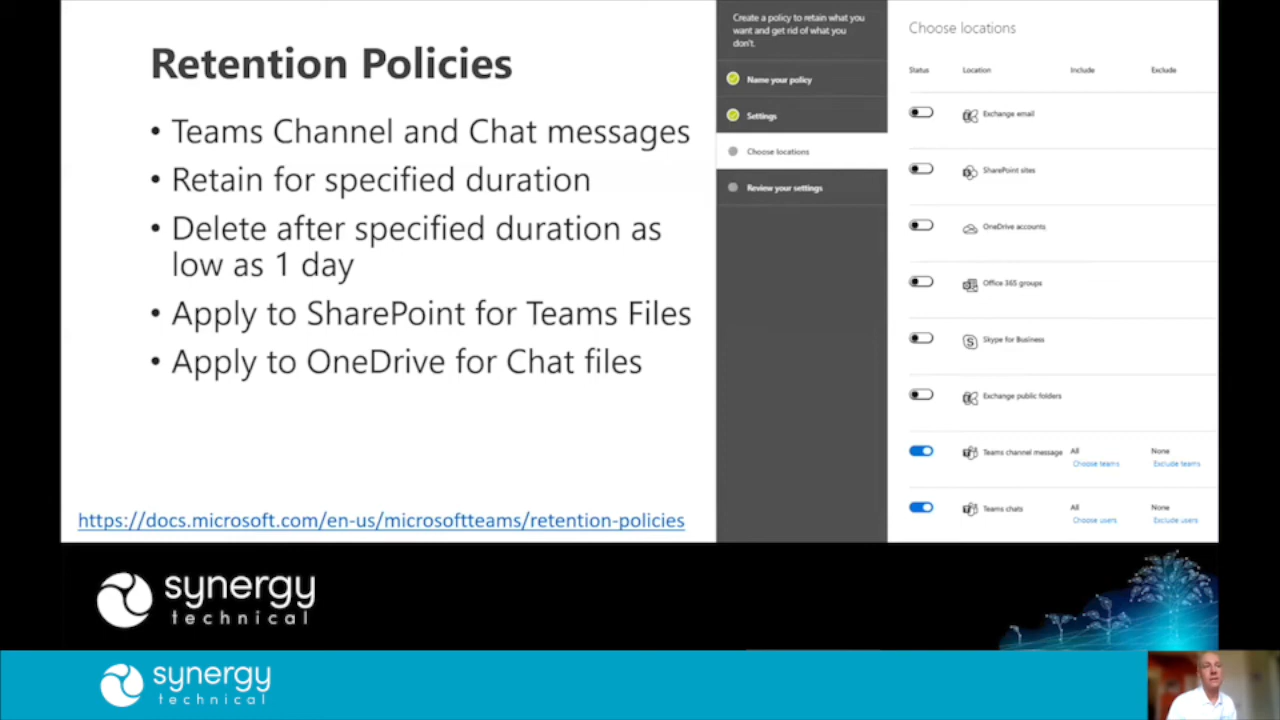 Retention Policies
• Teams Channel and Chat messages
• Retain for specified duration
• Delete after specified duration as
low as 1 day
• Apply to SharePoint for Teams Files
• Apply to OneDrive for Chat files
https://docs.microsoft.com/en-us/microsoftteams/retention-policies
Create a policy to retain what you
want and get rid of what you
don't.
Name your policy
Settings
Choose locations
Review your settings
Choose locations
Status Location Include Exclude
Exchange email
SharePoint sites
OneDrive accounts
Office 365 groups
Skype for Business
Exchange public folders
Teams channel message All None
Choose teams Exclude teams
Teams chats All None
Choose users Exclude users
synergy
technical
synergy
technical